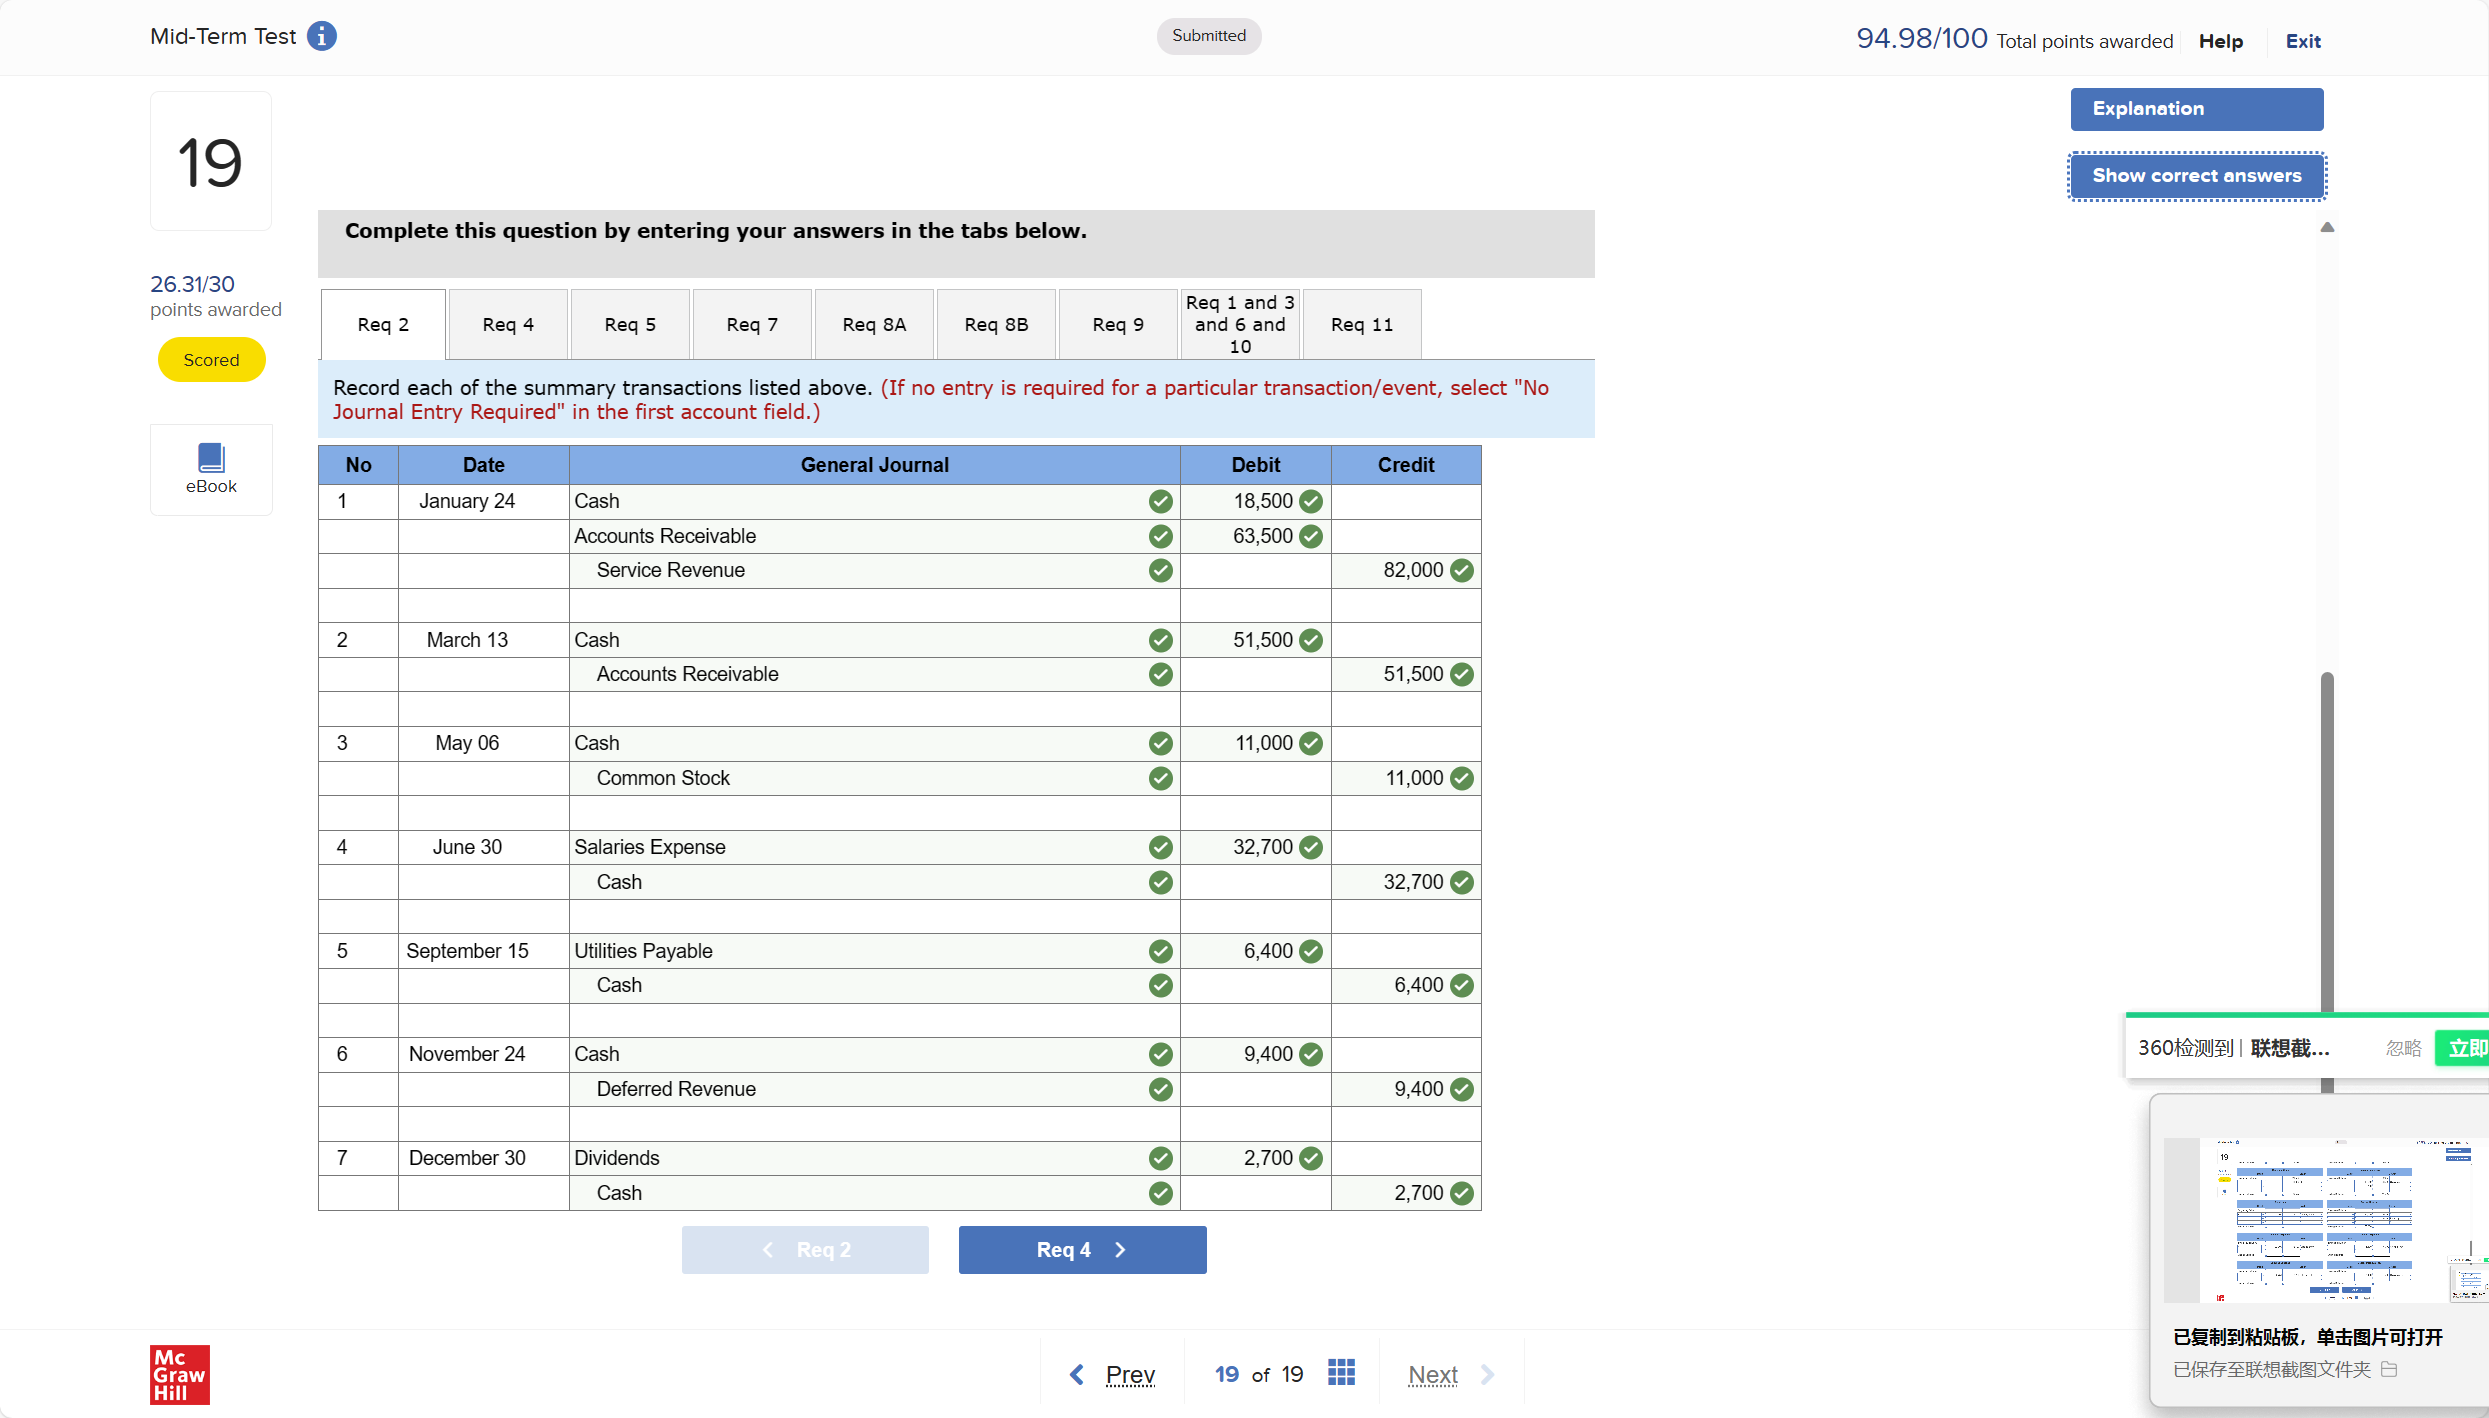 Mid-Term Test
Submitted
94.98/100 Total points awarded
Help
Exit
19
26.31/30
points awarded
Scored
eBook
Explanation
Show correct answers
Complete this question by entering your answers in the tabs below.
Req 2
Req 4
Req 5
Req 7
Req 8A
Req 8B
Req 9
Req 1 and 3
and 6 and
10
Req 11
Record each of the summary transactions listed above. (If no entry is required for a particular transaction/event, select "No
Journal Entry Required" in the first account field.)
No Date General Journal Debit Credit
1 January 24 Cash 18,500
Accounts Receivable 63,500
Service Revenue 82,000
2 March 13 Cash 51,500
Accounts Receivable 51,500
3 May 06 Cash 11,000
Common Stock 11,000
4 June 30 Salaries Expense 32,700
Cash 32,700
5 September 15 Utilities Payable 6,400
Cash 6,400
6 November 24 Cash 9,400
Deferred Revenue 9,400
7 December 30 Dividends 2,700
Cash 2,700
Req 2
Req 4
360检测到 | 联想截... 忽略 立即
19
已复制到粘贴板，单击图片可打开
已保存至联想截图文件夹
Mc
Graw
Hill
Prev
19 of 19
Next